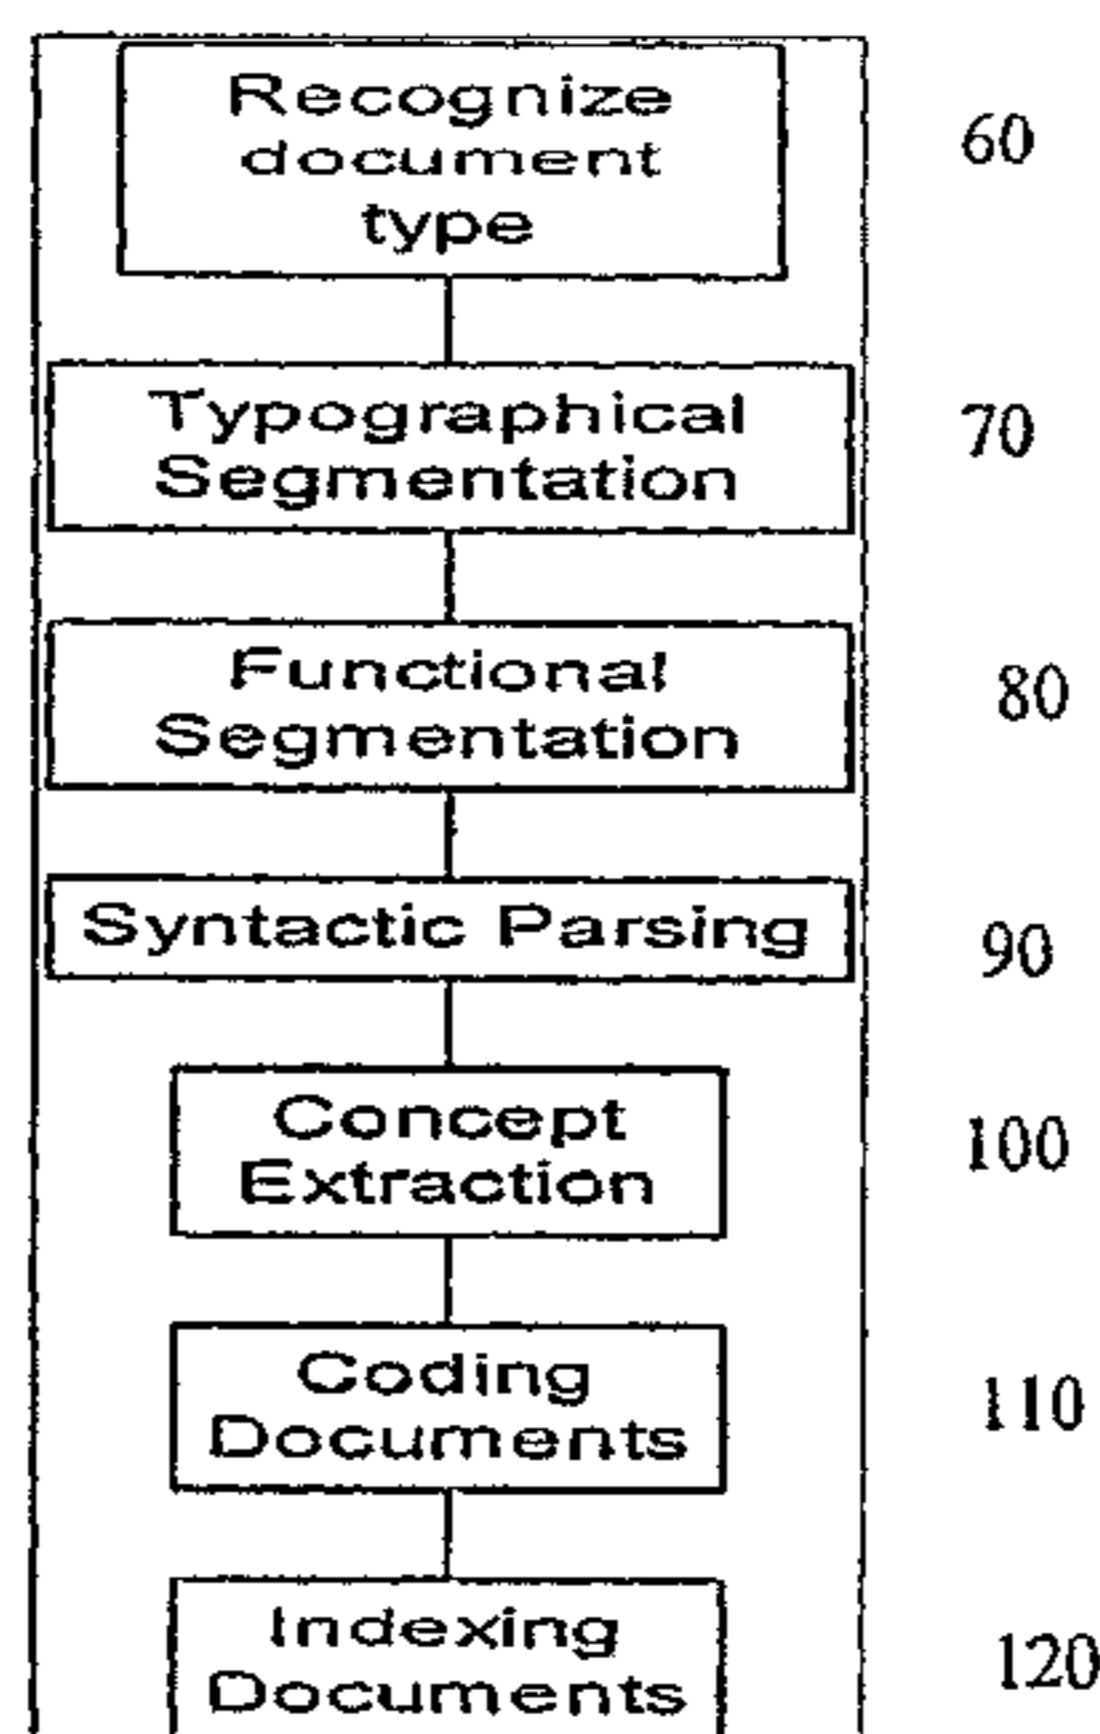 Recognize
document
type
60
Typographical
Segmentation
70
Functional
Segmentation
80
Syntactic Parsing
90
Concept
Extraction
100
Coding
Documents
110
Indexing
Documents
120